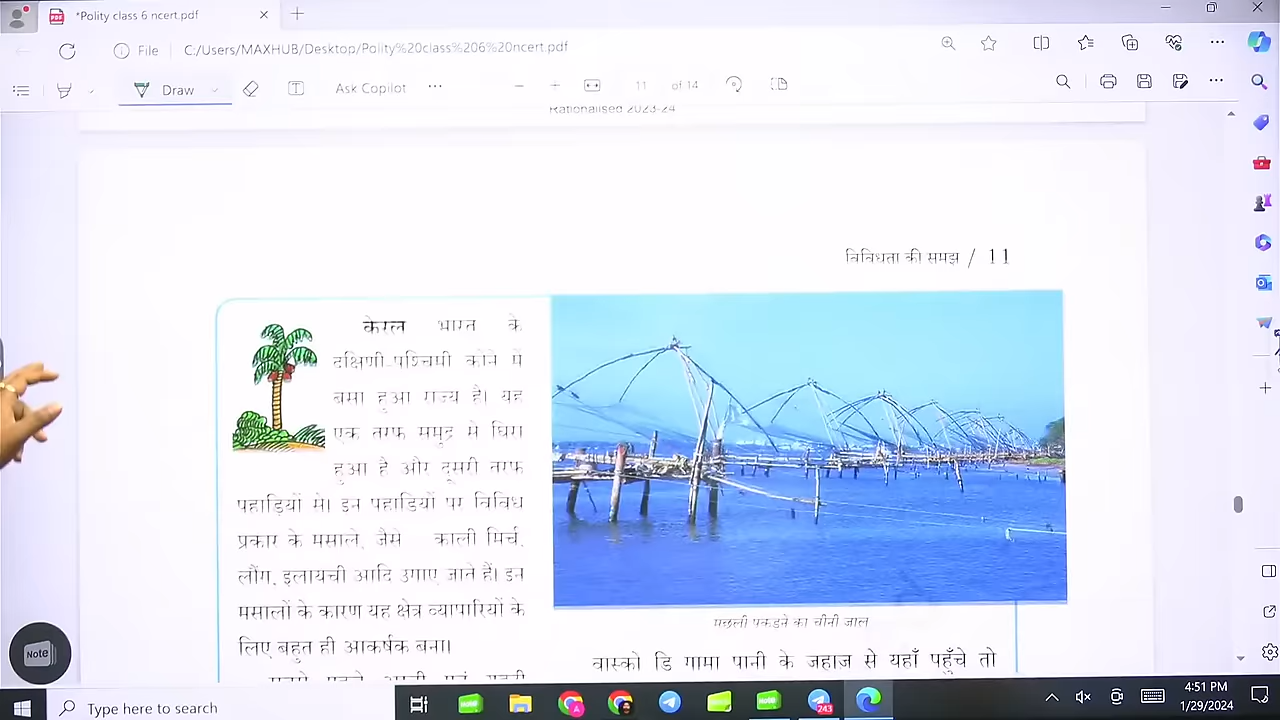 *Polity class 6 ncert.pdf
File
C:/Users/MAXHUB/Desktop/Polity%20class%206%20ncert.pdf
Draw
Ask Copilot
11 of 14
Rationalised 2023-24
विविधता की समझ / 11
केरल भारत के
दक्षिणी-पश्चिमी कोने में
बसा हुआ राज्य है। यह
एक तरफ समुद्र से घिरा
हुआ है और दूसरी तरफ
पहाड़ियों से। इन पहाड़ियों पर विविध
प्रकार के मसाले, जैसे काली मिर्च,
लौंग, इलायची आदि उगाए जाते हैं। इन
मसालों के कारण यह क्षेत्र व्यापारियों के
लिए बहुत ही आकर्षक बना।
मछली पकड़ने का चीनी जाल
वास्को डि गामा पानी के जहाज से यहाँ पहुँचे तो
Note
Type here to search
243
4:51 PM
1/29/2024